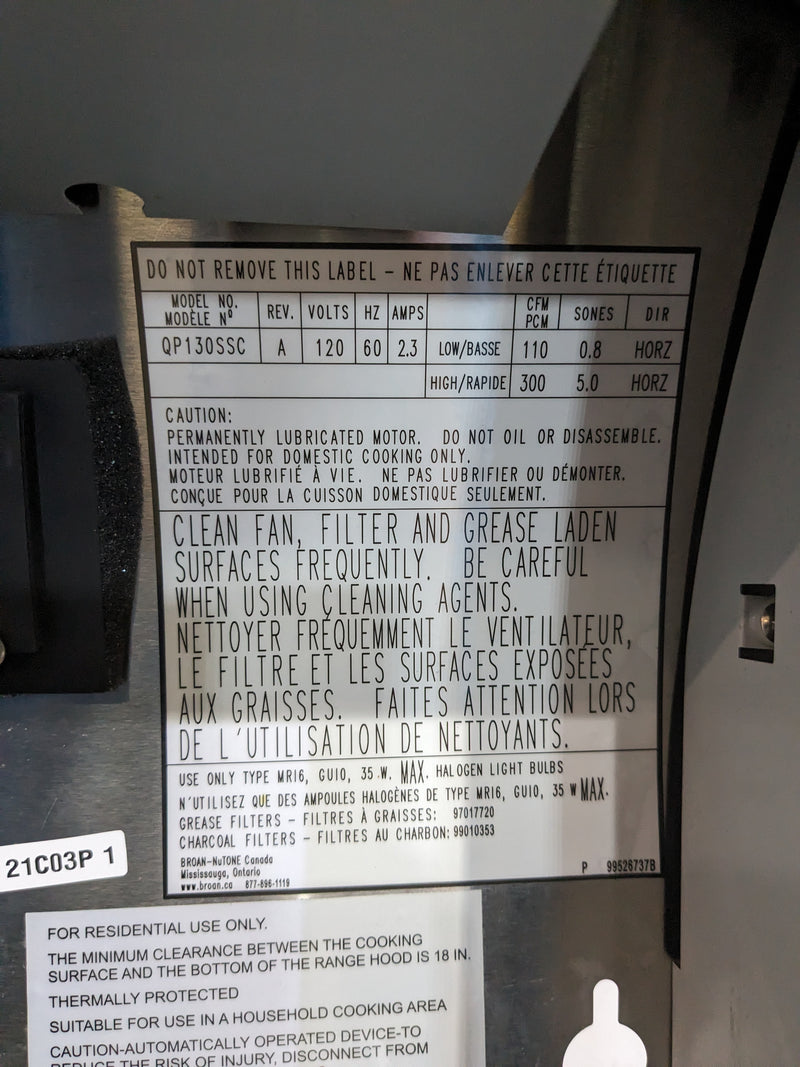 DO NOT REMOVE THIS LABEL - NE PAS ENLEVER CETTE ÉTIQUETTE
MODEL NO. MODÈLE Nº REV. VOLTS HZ AMPS CFM PCM SONES DIR
QP130SSC A 120 60 2.3 LOW/BASSE 110 0.8 HORZ
HIGH/RAPIDE 300 5.0 HORZ
CAUTION:
PERMANENTLY LUBRICATED MOTOR. DO NOT OIL OR DISASSEMBLE.
INTENDED FOR DOMESTIC COOKING ONLY.
MOTEUR LUBRIFIÉ À VIE. NE PAS LUBRIFIER OU DÉMONTER.
CONÇUE POUR LA CUISSON DOMESTIQUE SEULEMENT.
CLEAN FAN, FILTER AND GREASE LADEN
SURFACES FREQUENTLY. BE CAREFUL
WHEN USING CLEANING AGENTS.
NETTOYER FRÉQUEMMENT LE VENTILATEUR,
LE FILTRE ET LES SURFACES EXPOSÉES
AUX GRAISSES. FAITES ATTENTION LORS
DE L'UTILISATION DE NETTOYANTS.
USE ONLY TYPE MR16, GU10, 35 W. MAX. HALOGEN LIGHT BULBS
N'UTILISEZ QUE DES AMPOULES HALOGÈNES DE TYPE MR16, GU10, 35 W MAX.
GREASE FILTERS - FILTRES À GRAISSES: 97017720
CHARCOAL FILTERS - FILTRES AU CHARBON: 99010353
BROAN-NuTONE Canada
Mississauga, Ontario
www.broan.ca 877-896-1119
P 99526737B
21C03P 1
FOR RESIDENTIAL USE ONLY.
THE MINIMUM CLEARANCE BETWEEN THE COOKING
SURFACE AND THE BOTTOM OF THE RANGE HOOD IS 18 IN.
THERMALLY PROTECTED
SUITABLE FOR USE IN A HOUSEHOLD COOKING AREA
CAUTION-AUTOMATICALLY OPERATED DEVICE-TO
REDUCE THE RISK OF INJURY, DISCONNECT FROM